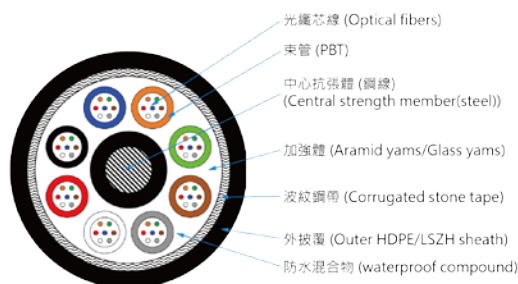 光纖芯線 (Optical fibers)
束管 (PBT)
中心抗張體 (鋼線)
(Central strength member(steel))
加強體 (Aramid yams/Glass yams)
波紋鋼帶 (Corrugated stone tape)
外披覆 (Outer HDPE/LSZH sheath)
防水混合物 (waterproof compound)